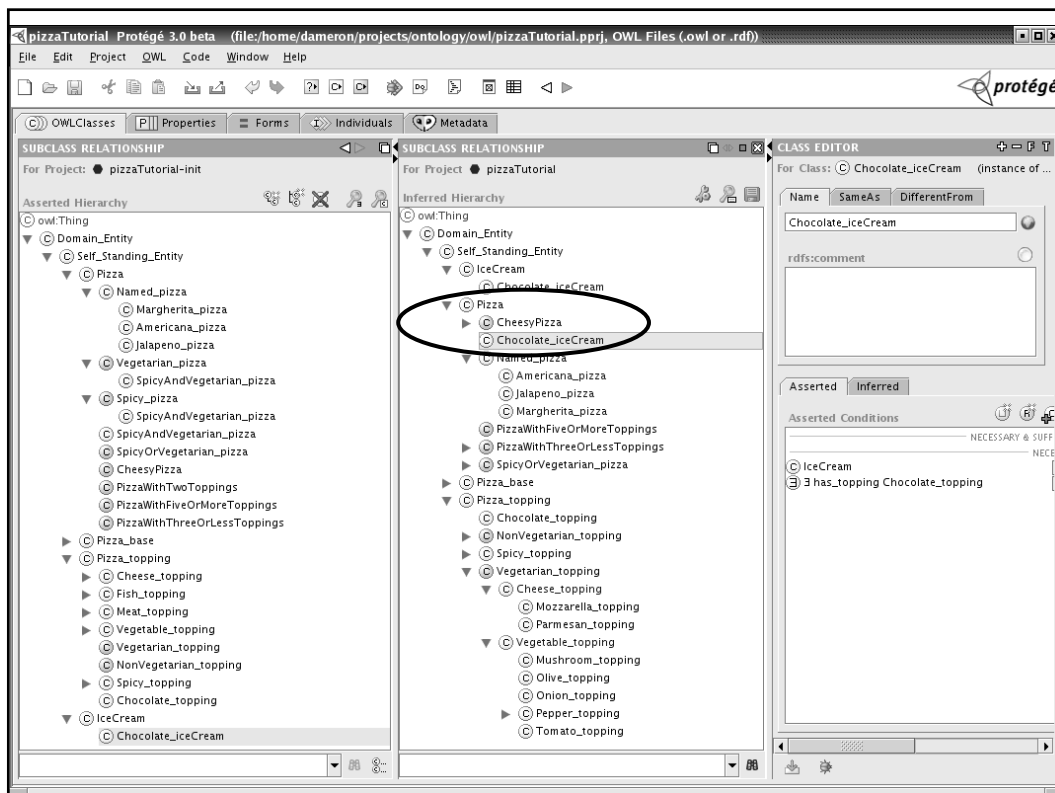 pizzaTutorial Protégé 3.0 beta (file:/home/dameron/projects/ontology/owl/pizzaTutorial.pprj, OWL Files (.owl or .rdf))
File Edit Project OWL Code Window Help
protégé
OWLClasses Properties Forms Individuals Metadata
SUBCLASS RELATIONSHIP
For Project: pizzaTutorial-init
Asserted Hierarchy
owl:Thing
Domain_Entity
Self_Standing_Entity
Pizza
Named_pizza
Margherita_pizza
Americana_pizza
Jalapeno_pizza
Vegetarian_pizza
SpicyAndVegetarian_pizza
Spicy_pizza
SpicyAndVegetarian_pizza
SpicyAndVegetarian_pizza
SpicyOrVegetarian_pizza
CheesyPizza
PizzaWithTwoToppings
PizzaWithFiveOrMoreToppings
PizzaWithThreeOrLessToppings
Pizza_base
Pizza_topping
Cheese_topping
Fish_topping
Meat_topping
Vegetable_topping
Vegetarian_topping
NonVegetarian_topping
Spicy_topping
Chocolate_topping
IceCream
Chocolate_iceCream
SUBCLASS RELATIONSHIP
For Project pizzaTutorial
Inferred Hierarchy
owl:Thing
Domain_Entity
Self_Standing_Entity
IceCream
Chocolate_iceCream
Pizza
CheesyPizza
Chocolate_iceCream
Named_pizza
Americana_pizza
Jalapeno_pizza
Margherita_pizza
PizzaWithFiveOrMoreToppings
PizzaWithThreeOrLessToppings
SpicyOrVegetarian_pizza
Pizza_base
Pizza_topping
Chocolate_topping
NonVegetarian_topping
Spicy_topping
Vegetarian_topping
Cheese_topping
Mozzarella_topping
Parmesan_topping
Vegetable_topping
Mushroom_topping
Olive_topping
Onion_topping
Pepper_topping
Tomato_topping
CLASS EDITOR
For Class: Chocolate_iceCream (instance of ...
Name SameAs DifferentFrom
Chocolate_iceCream
rdfs:comment
Asserted Inferred
Asserted Conditions
NECESSARY & SUFF
NECE
IceCream
∃ has_topping Chocolate_topping